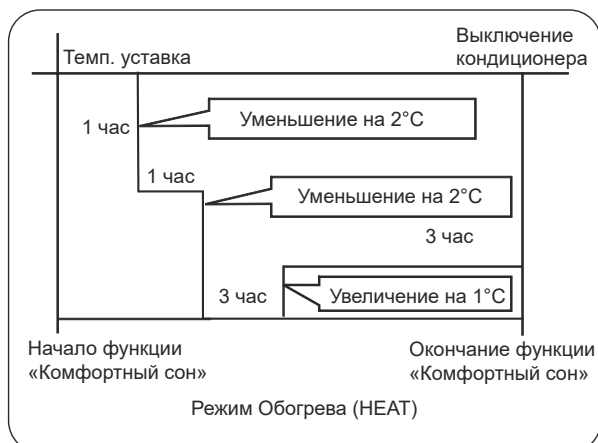 Темп. уставка
Выключение
кондиционера
1 час
Уменьшение на 2°C
1 час
Уменьшение на 2°C
3 час
3 час
Увеличение на 1°C
Начало функции
«Комфортный сон»
Окончание функции
«Комфортный сон»
Режим Обогрева (HEAT)